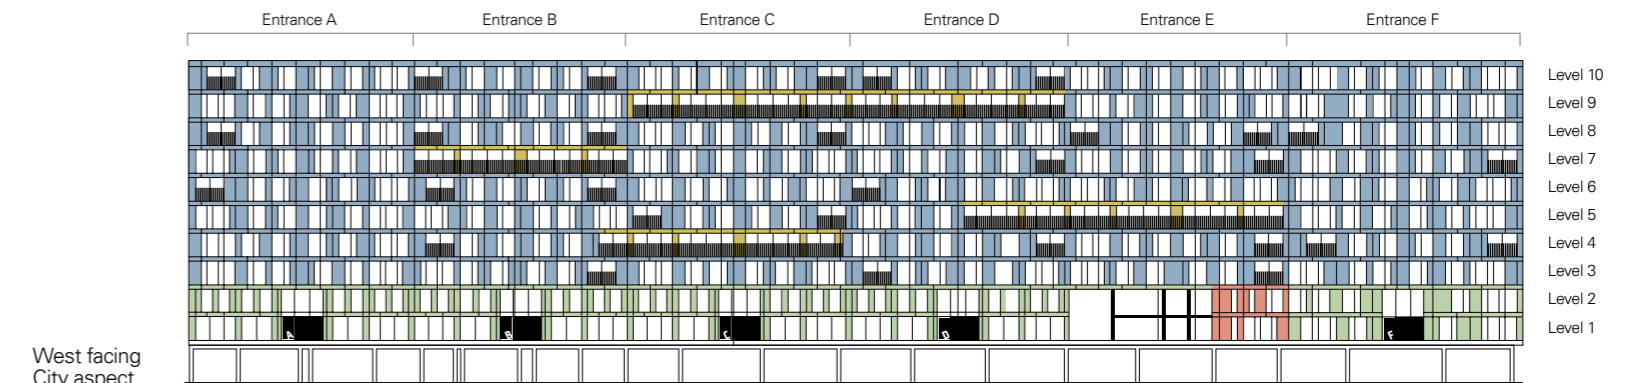 Entrance A
Entrance B
Entrance C
Entrance D
Entrance E
Entrance F
Level 10
Level 9
Level 8
Level 7
Level 6
Level 5
Level 4
Level 3
Level 2
Level 1
A
B
C
D
F
West facing
City aspect